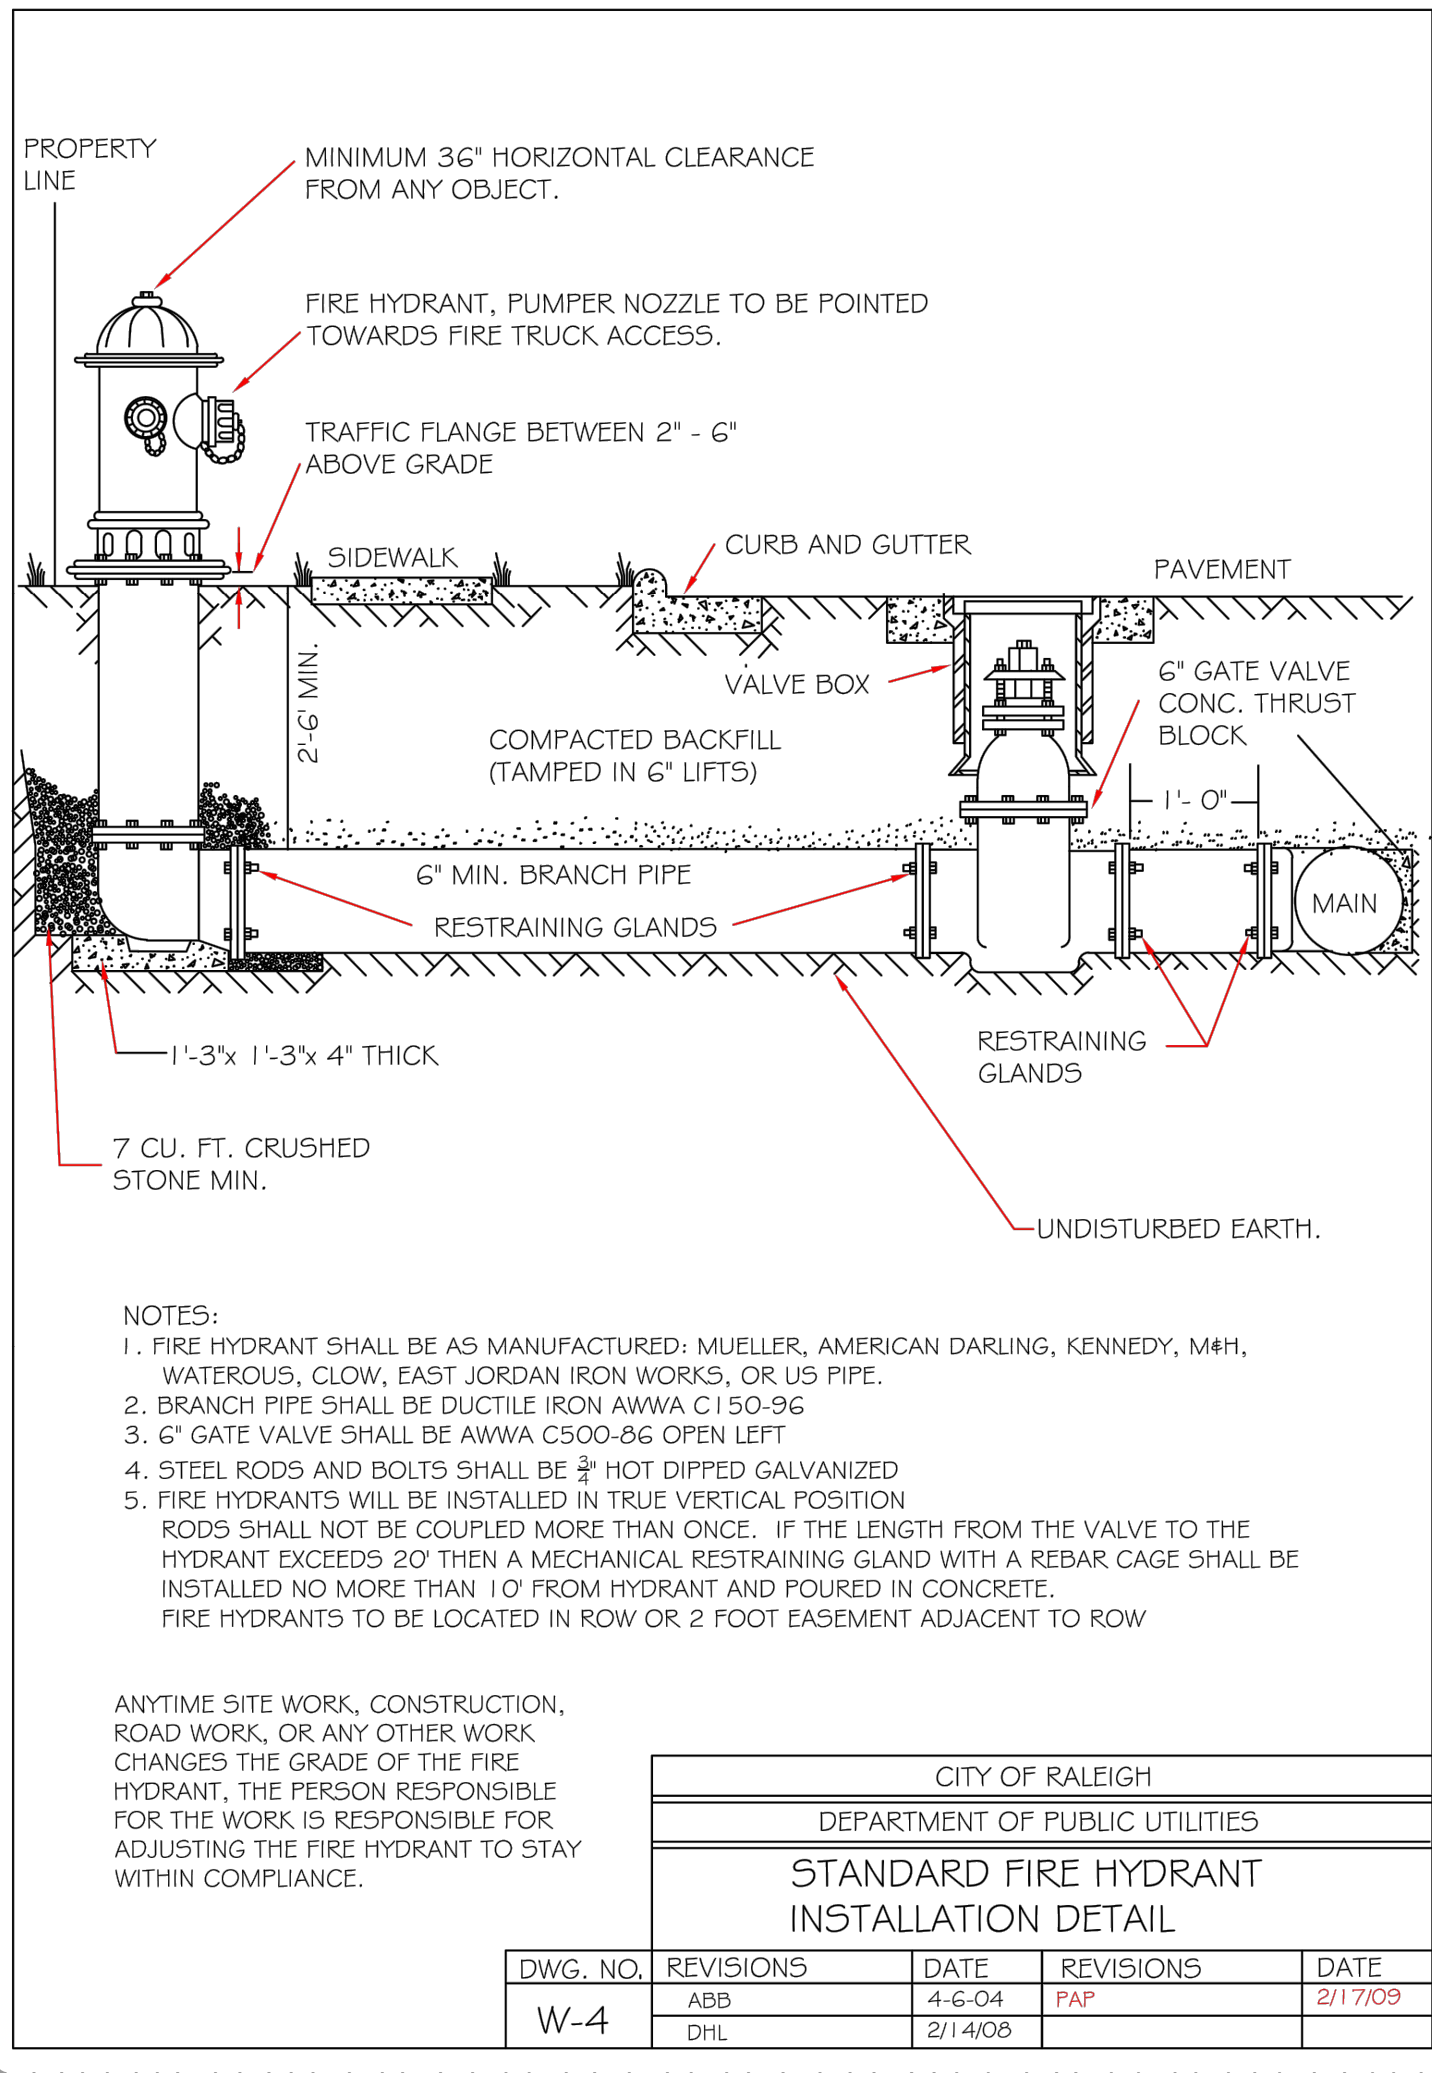 PROPERTY
LINE
MINIMUM 36" HORIZONTAL CLEARANCE
FROM ANY OBJECT.
FIRE HYDRANT, PUMPER NOZZLE TO BE POINTED
TOWARDS FIRE TRUCK ACCESS.
TRAFFIC FLANGE BETWEEN 2" - 6"
ABOVE GRADE
SIDEWALK
CURB AND GUTTER
PAVEMENT
2'-6' MIN.
VALVE BOX
6" GATE VALVE
CONC. THRUST
BLOCK
COMPACTED BACKFILL
(TAMPED IN 6" LIFTS)
1'- 0"
6" MIN. BRANCH PIPE
MAIN
RESTRAINING GLANDS
RESTRAINING
GLANDS
1'-3"x 1'-3"x 4" THICK
7 CU. FT. CRUSHED
STONE MIN.
UNDISTURBED EARTH.
NOTES:
1. FIRE HYDRANT SHALL BE AS MANUFACTURED: MUELLER, AMERICAN DARLING, KENNEDY, M&H,
WATEROUS, CLOW, EAST JORDAN IRON WORKS, OR US PIPE.
2. BRANCH PIPE SHALL BE DUCTILE IRON AWWA C150-96
3. 6" GATE VALVE SHALL BE AWWA C500-86 OPEN LEFT
4. STEEL RODS AND BOLTS SHALL BE 3/4" HOT DIPPED GALVANIZED
5. FIRE HYDRANTS WILL BE INSTALLED IN TRUE VERTICAL POSITION
RODS SHALL NOT BE COUPLED MORE THAN ONCE. IF THE LENGTH FROM THE VALVE TO THE
HYDRANT EXCEEDS 20' THEN A MECHANICAL RESTRAINING GLAND WITH A REBAR CAGE SHALL BE
INSTALLED NO MORE THAN 10' FROM HYDRANT AND POURED IN CONCRETE.
FIRE HYDRANTS TO BE LOCATED IN ROW OR 2 FOOT EASEMENT ADJACENT TO ROW
ANYTIME SITE WORK, CONSTRUCTION,
ROAD WORK, OR ANY OTHER WORK
CHANGES THE GRADE OF THE FIRE
HYDRANT, THE PERSON RESPONSIBLE
FOR THE WORK IS RESPONSIBLE FOR
ADJUSTING THE FIRE HYDRANT TO STAY
WITHIN COMPLIANCE.
CITY OF RALEIGH
DEPARTMENT OF PUBLIC UTILITIES
STANDARD FIRE HYDRANT
INSTALLATION DETAIL
DWG. NO. REVISIONS DATE REVISIONS DATE
W-4
ABB 4-6-04 PAP 2/17/09
DHL 2/14/08